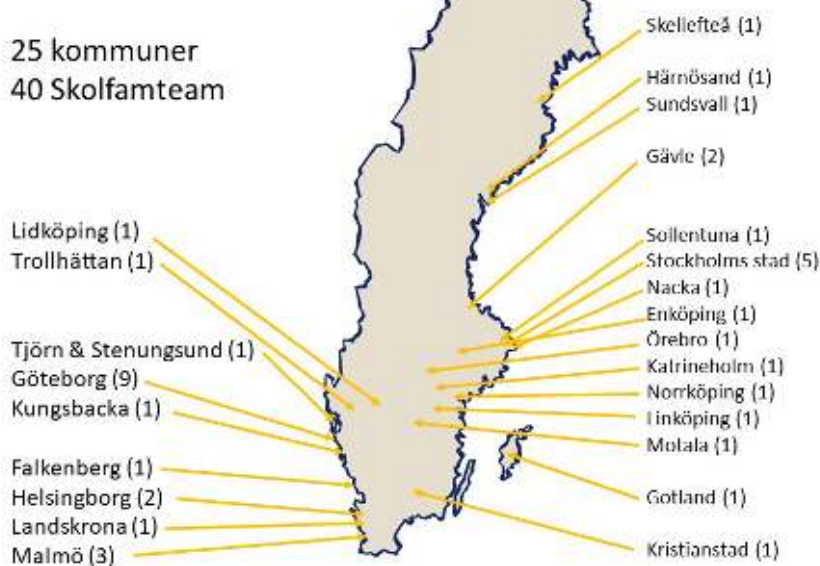 25 kommuner
40 Skolfamteam
Lidköping (1)
Trollhättan (1)
Tjörn & Stenungsund (1)
Göteborg (9)
Kungsbacka (1)
Falkenberg (1)
Helsingborg (2)
Landskrona (1)
Malmö (3)
Skellefteå (1)
Härnösand (1)
Sundsvall (1)
Gävle (2)
Sollentuna (1)
Stockholms stad (5)
Nacka (1)
Enköping (1)
Örebro (1)
Katrineholm (1)
Norrköping (1)
Linköping (1)
Motala (1)
Gotland (1)
Kristianstad (1)